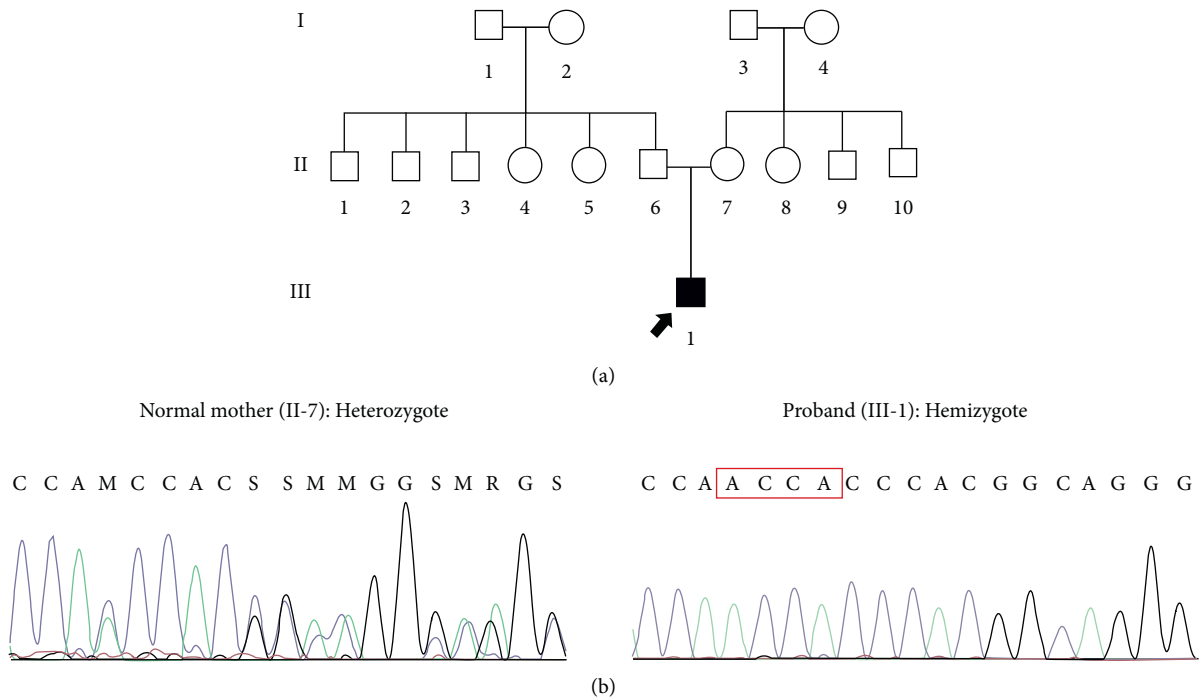 I
1 2 3 4
II
1 2 3 4 5 6 7 8 9 10
III
1
(a)
Normal mother (II-7): Heterozygote Proband (III-1): Hemizygote
C C A M C C A C S S M M G G S M R G S C C A A C C A C C C A C G G C A G G G
(b)